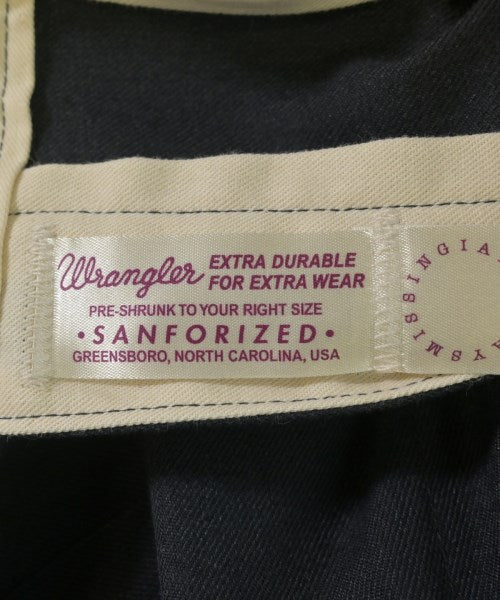 Wrangler
EXTRA DURABLE
FOR EXTRA WEAR
PRE-SHRUNK TO YOUR RIGHT SIZE
•SANFORIZED•
GREENSBORO, NORTH CAROLINA, USA